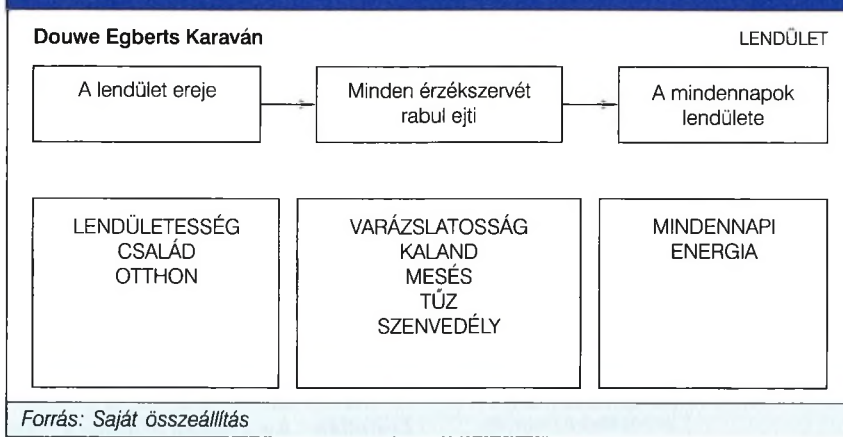 Douwe Egberts Karaván
LENDÜLET
A lendület ereje
Minden érzékszervét
rabul ejti
A mindennapok
lendülete
LENDÜLETESSÉG
CSALÁD
OTTHON
VARÁZSLATOSSÁG
KALAND
MESÉS
TŰZ
SZENVEDÉLY
MINDENNAPI
ENERGIA
Forrás: Saját összeállítás